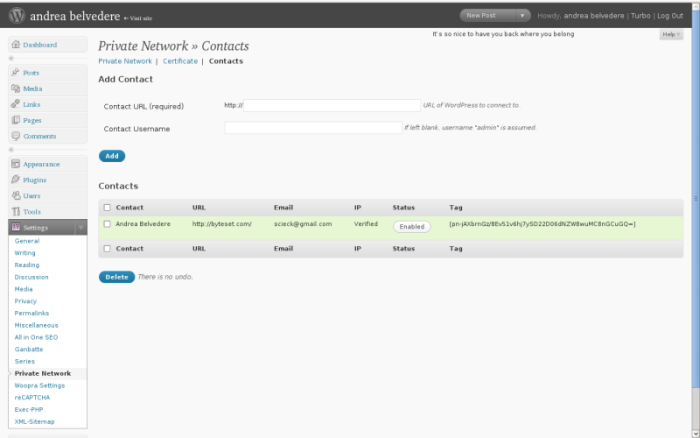 andrea belvedere ← Visit site
New Post
Howdy, andrea belvedere | Turbo | Log Out
It's so nice to have you back where you belong
Help
Dashboard
Posts
Media
Links
Pages
Comments
Appearance
Plugins
Users
Tools
Settings
General
Writing
Reading
Discussion
Media
Privacy
Permalinks
Miscellaneous
All in One SEO
Ganbatte
Series
Private Network
Woopra Settings
reCAPTCHA
Exec-PHP
XML-Sitemap
Private Network » Contacts
Private Network | Certificate | Contacts
Add Contact
Contact URL (required) http:// URL of WordPress to connect to.
Contact Username If left blank, username "admin" is assumed.
Add
Contacts
Contact URL Email IP Status Tag
Andrea Belvedere http://byteset.com/ scieck@gmail.com Verified Enabled
Contact URL Email IP Status Tag
Delete There is no undo.